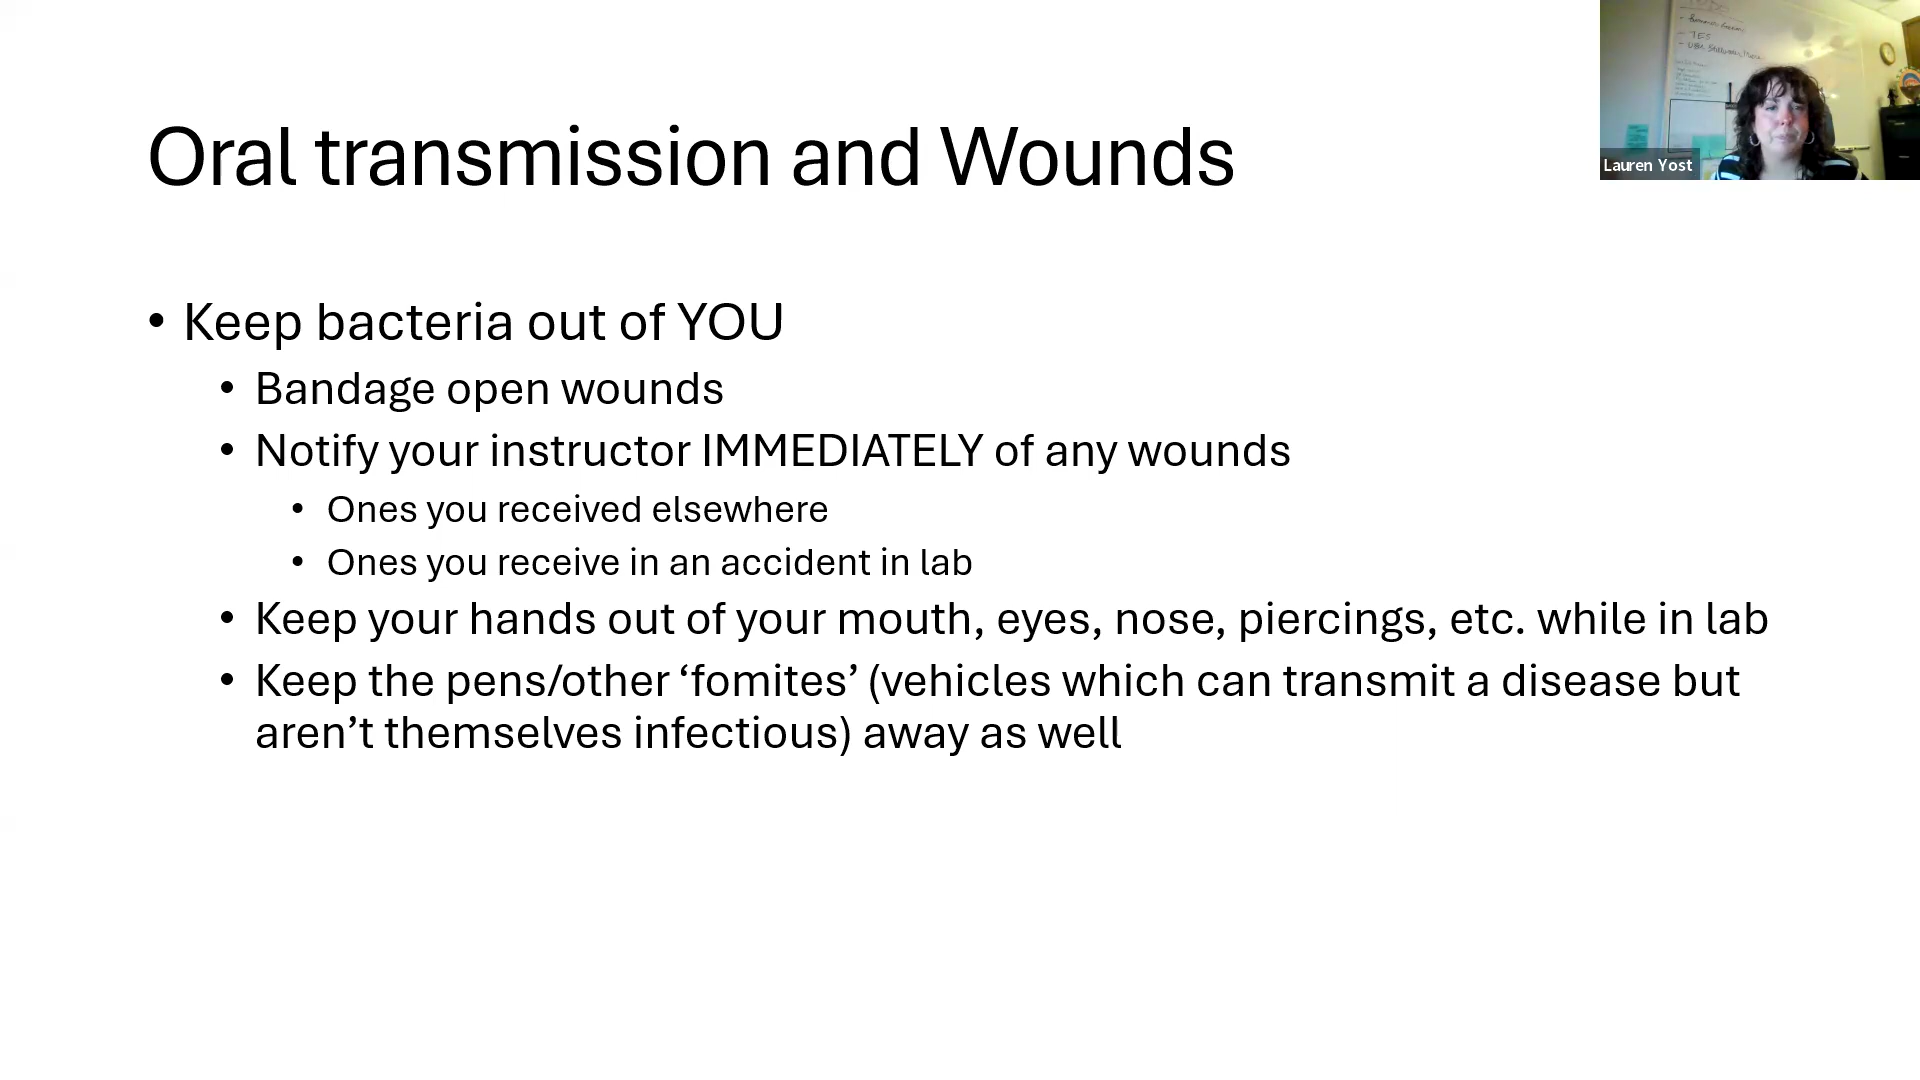 Oral transmission and Wounds
• Keep bacteria out of YOU
• Bandage open wounds
• Notify your instructor IMMEDIATELY of any wounds
• Ones you received elsewhere
• Ones you receive in an accident in lab
• Keep your hands out of your mouth, eyes, nose, piercings, etc. while in lab
• Keep the pens/other ‘fomites’ (vehicles which can transmit a disease but
aren’t themselves infectious) away as well
- TES
Lauren Yost